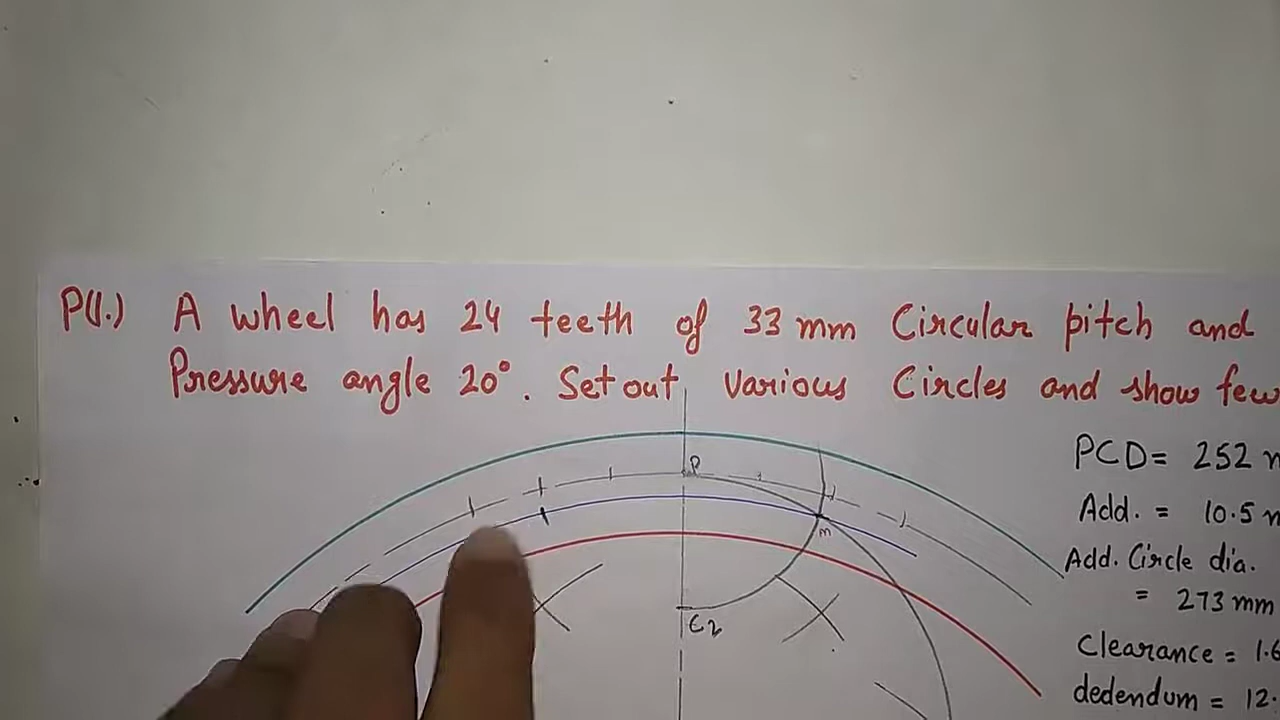 P(1.) A wheel has 24 teeth of 33 mm Circular pitch and
Pressure angle 20°. Set out various Circles and show few
P
m
C2
PCD = 252
Add. = 10.5
Add. Circle dia.
= 273 mm
Clearance = 1.6
dedendum = 12.